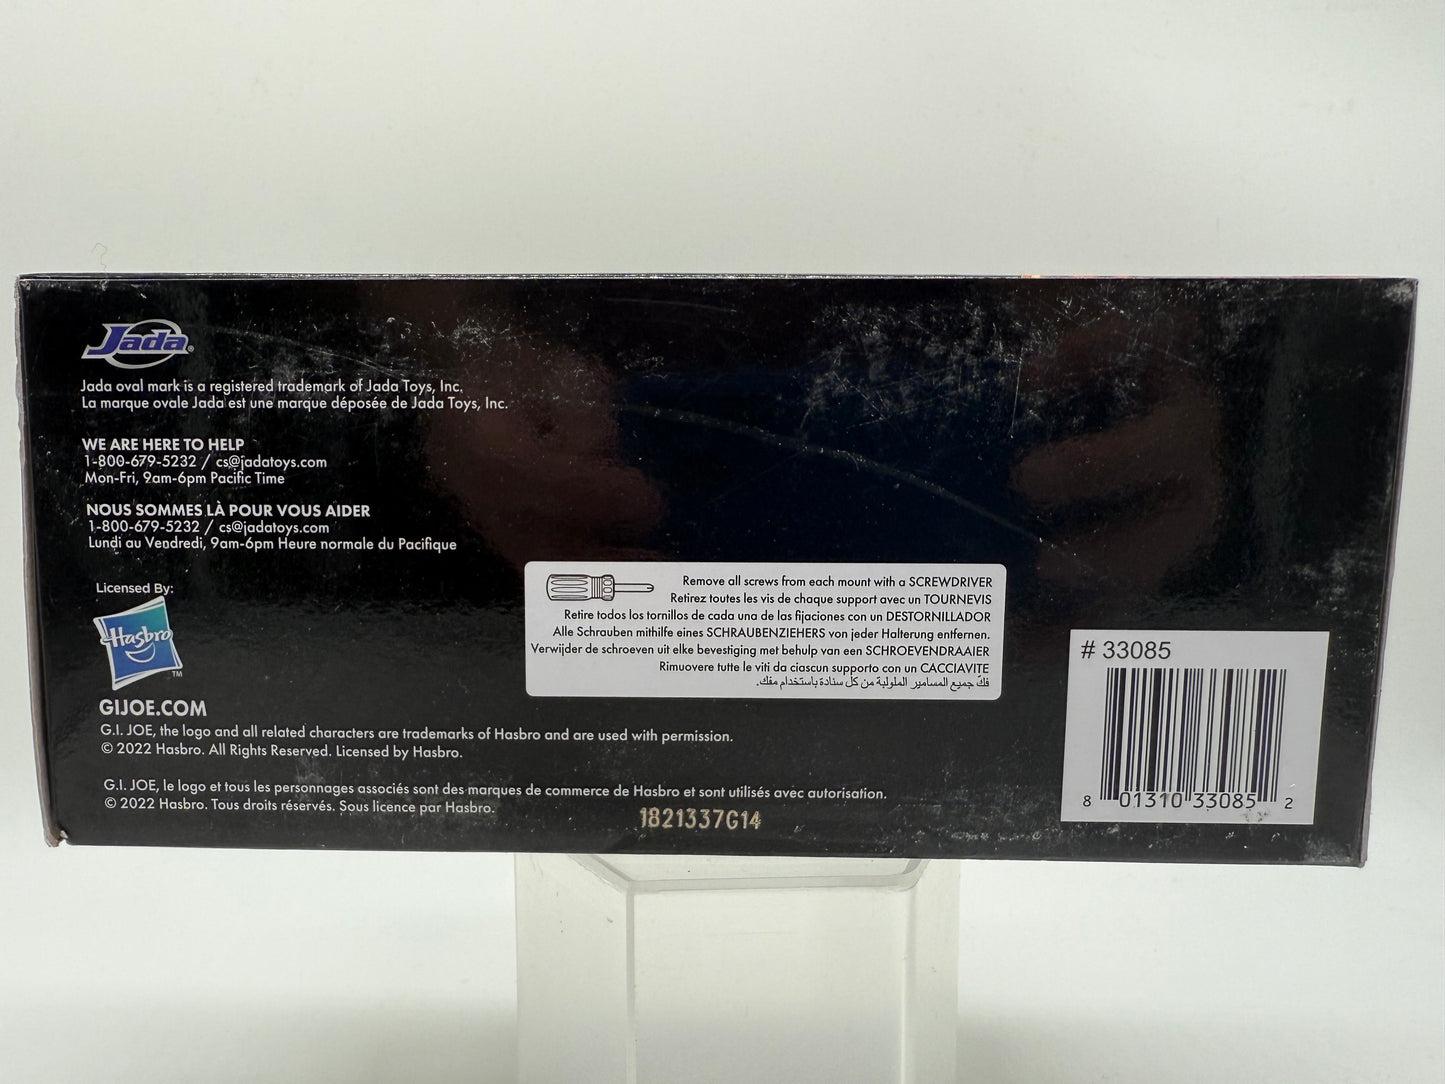 Jada®
Jada oval mark is a registered trademark of Jada Toys, Inc.
La marque ovale Jada est une marque déposée de Jada Toys, Inc.
WE ARE HERE TO HELP
1-800-679-5232 / cs@jadatoys.com
Mon-Fri, 9am-6pm Pacific Time
NOUS SOMMES LÀ POUR VOUS AIDER
1-800-679-5232 / cs@jadatoys.com
Lundi au Vendredi, 9am-6pm Heure normale du Pacifique
Licensed By:
Hasbro
TM
GIJOE.COM
G.I. JOE, the logo and all related characters are trademarks of Hasbro and are used with permission.
© 2022 Hasbro. All Rights Reserved. Licensed by Hasbro.
G.I. JOE, le logo et tous les personnages associés sont des marques de commerce de Hasbro et sont utilisés avec autorisation.
© 2022 Hasbro. Tous droits réservés. Sous licence par Hasbro.
1821337G14
Remove all screws from each mount with a SCREWDRIVER
Retirez toutes les vis de chaque support avec un TOURNEVIS
Retire todos los tornillos de cada una de las fijaciones con un DESTORNILLADOR
Alle Schrauben mithilfe eines SCHRAUBENZIEHERS von jeder Halterung entfernen.
Verwijder de schroeven uit elke bevestiging met behulp van een SCHROEVENDRAAIER
Rimuovere tutte le viti da ciascun supporto con un CACCIAVITE
فكّ جميع المسامير الملولبة من كل سنادة باستخدام مفك.
# 33085
8 01310 33085 2